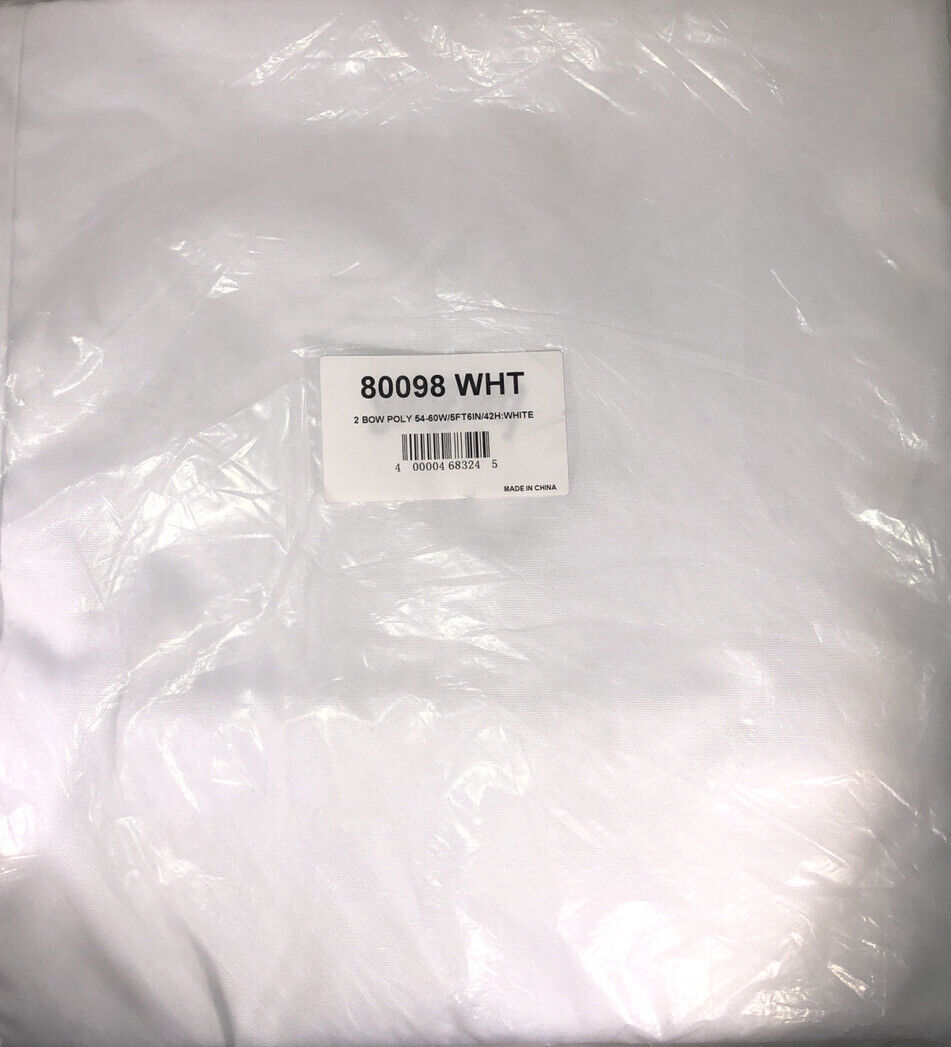 80098 WHT
2 BOW POLY 54-60W/5FT6IN/42H:WHITE
4 00004 68324 5
MADE IN CHINA